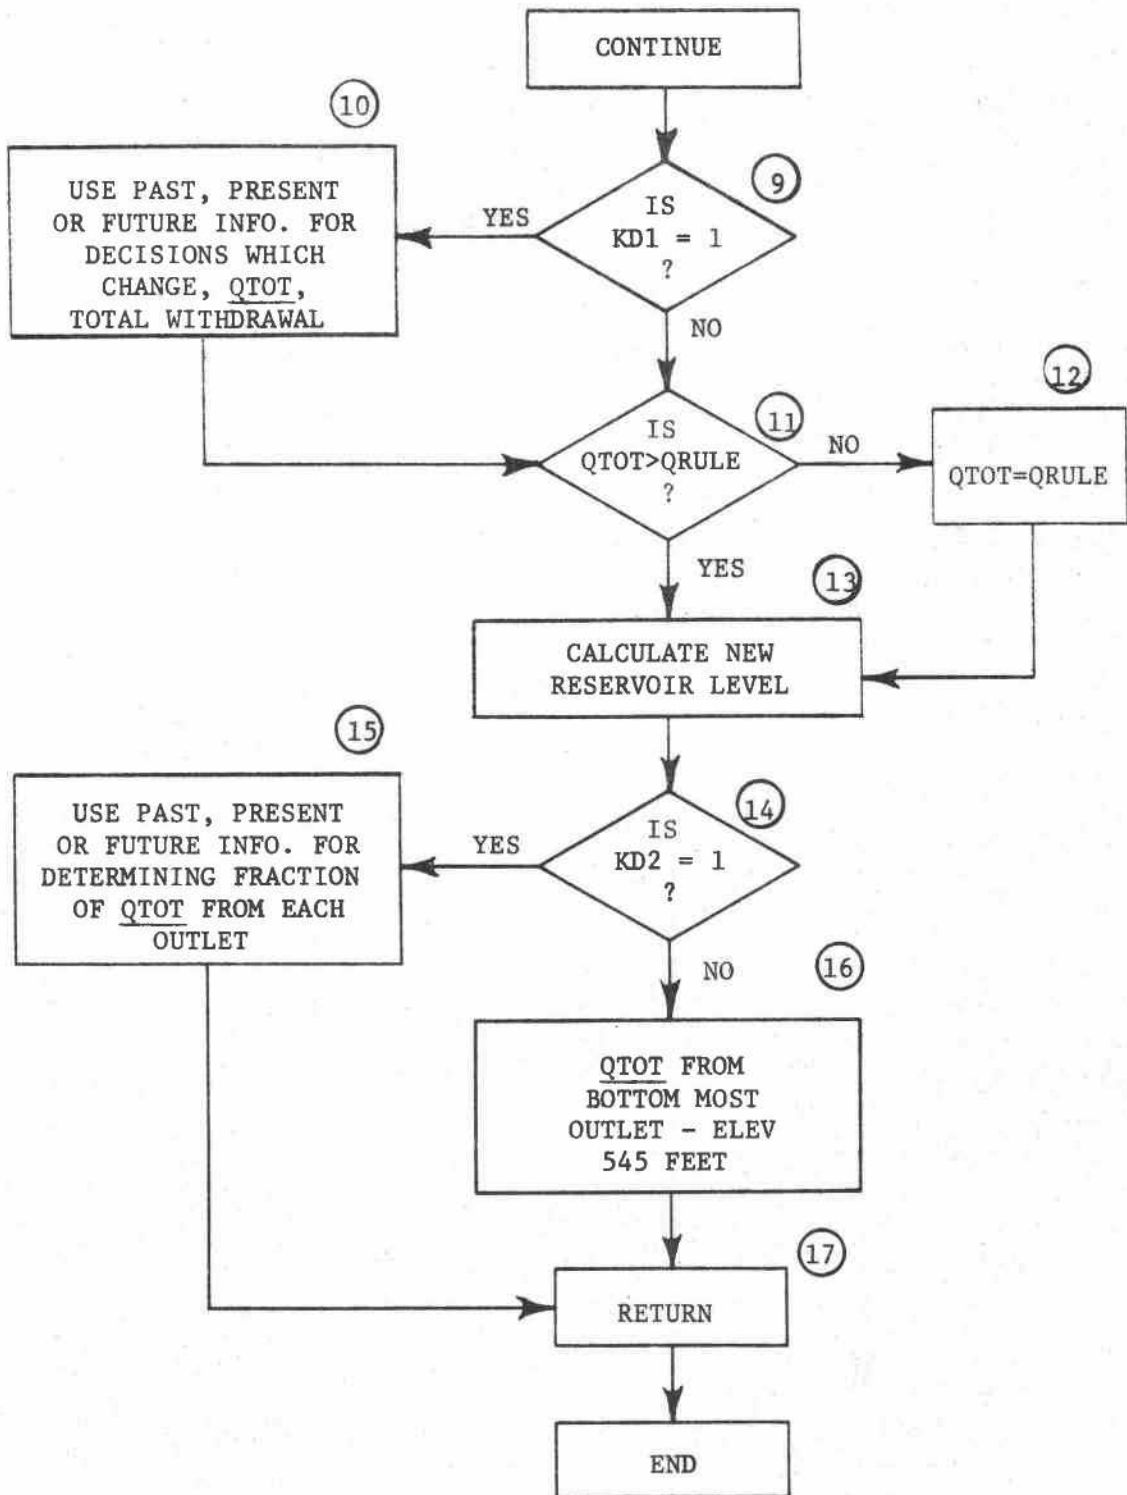 CONTINUE
10
9
USE PAST, PRESENT
OR FUTURE INFO. FOR
DECISIONS WHICH
CHANGE, QTOT,
TOTAL WITHDRAWAL
YES
IS
KD1 = 1
?
NO
12
11
IS
QTOT>QRULE
?
NO
QTOT=QRULE
YES
13
CALCULATE NEW
RESERVOIR LEVEL
15
14
USE PAST, PRESENT
OR FUTURE INFO. FOR
DETERMINING FRACTION
OF QTOT FROM EACH
OUTLET
YES
IS
KD2 = 1
?
NO
16
QTOT FROM
BOTTOM MOST
OUTLET - ELEV
545 FEET
17
RETURN
END